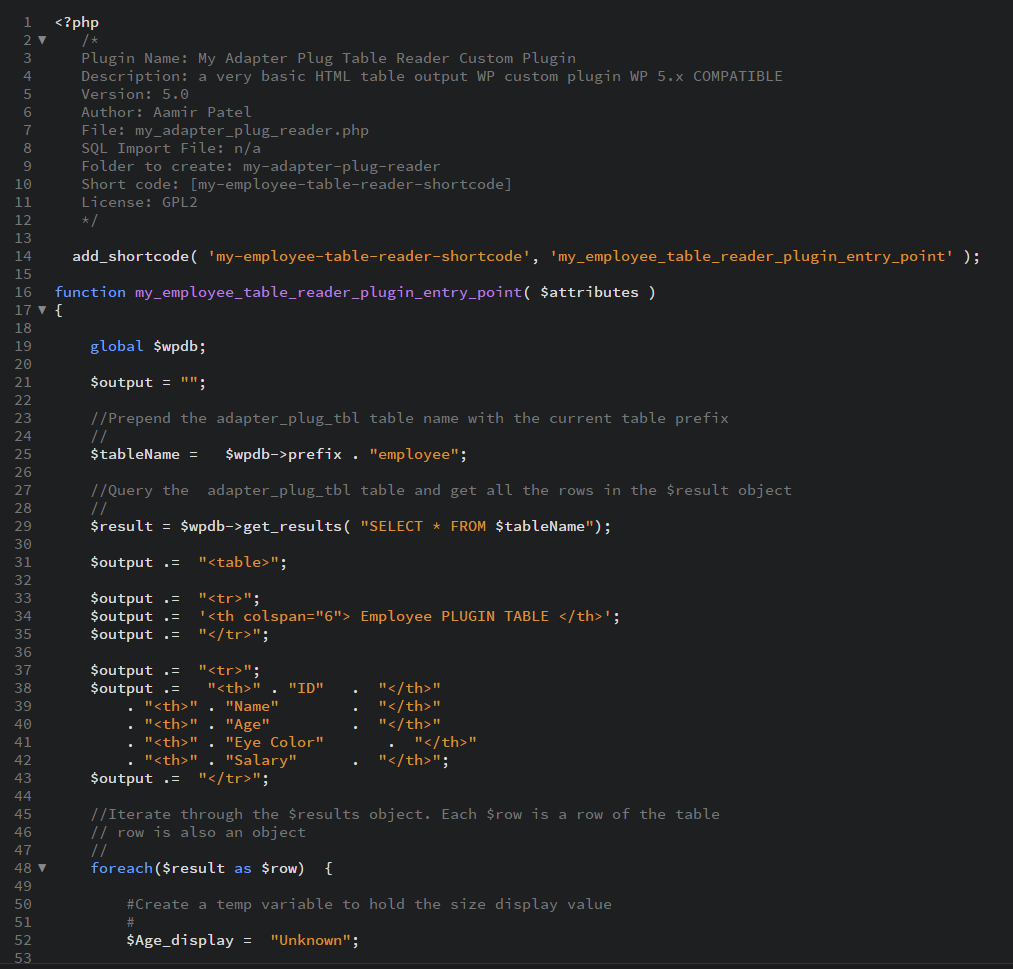 1 <?php
2 ▼ /*
3 Plugin Name: My Adapter Plug Table Reader Custom Plugin
4 Description: a very basic HTML table output WP custom plugin WP 5.x COMPATIBLE
5 Version: 5.0
6 Author: Aamir Patel
7 File: my_adapter_plug_reader.php
8 SQL Import File: n/a
9 Folder to create: my-adapter-plug-reader
10 Short code: [my-employee-table-reader-shortcode]
11 License: GPL2
12 */
13
14 add_shortcode( 'my-employee-table-reader-shortcode', 'my_employee_table_reader_plugin_entry_point' );
15
16 function my_employee_table_reader_plugin_entry_point( $attributes )
17 ▼ {
18
19 global $wpdb;
20
21 $output = "";
22
23 //Prepend the adapter_plug_tbl table name with the current table prefix
24 //
25 $tableName =   $wpdb->prefix . "employee";
26
27 //Query the  adapter_plug_tbl table and get all the rows in the $result object
28 //
29 $result = $wpdb->get_results( "SELECT * FROM $tableName");
30
31 $output .=  "<table>";
32
33 $output .=  "<tr>";
34 $output .=  '<th colspan="6"> Employee PLUGIN TABLE </th>';
35 $output .=  "</tr>";
36
37 $output .=  "<tr>";
38 $output .=   "<th>" . "ID"   .  "</th>"
39 . "<th>" . "Name"        .  "</th>"
40 . "<th>" . "Age"         .  "</th>"
41 . "<th>" . "Eye Color"       .  "</th>"
42 . "<th>" . "Salary"      .  "</th>";
43 $output .=  "</tr>";
44
45 //Iterate through the $results object. Each $row is a row of the table
46 // row is also an object
47 //
48 ▼ foreach($result as $row)  {
49
50 #Create a temp variable to hold the size display value
51 #
52 $Age_display =  "Unknown";
53